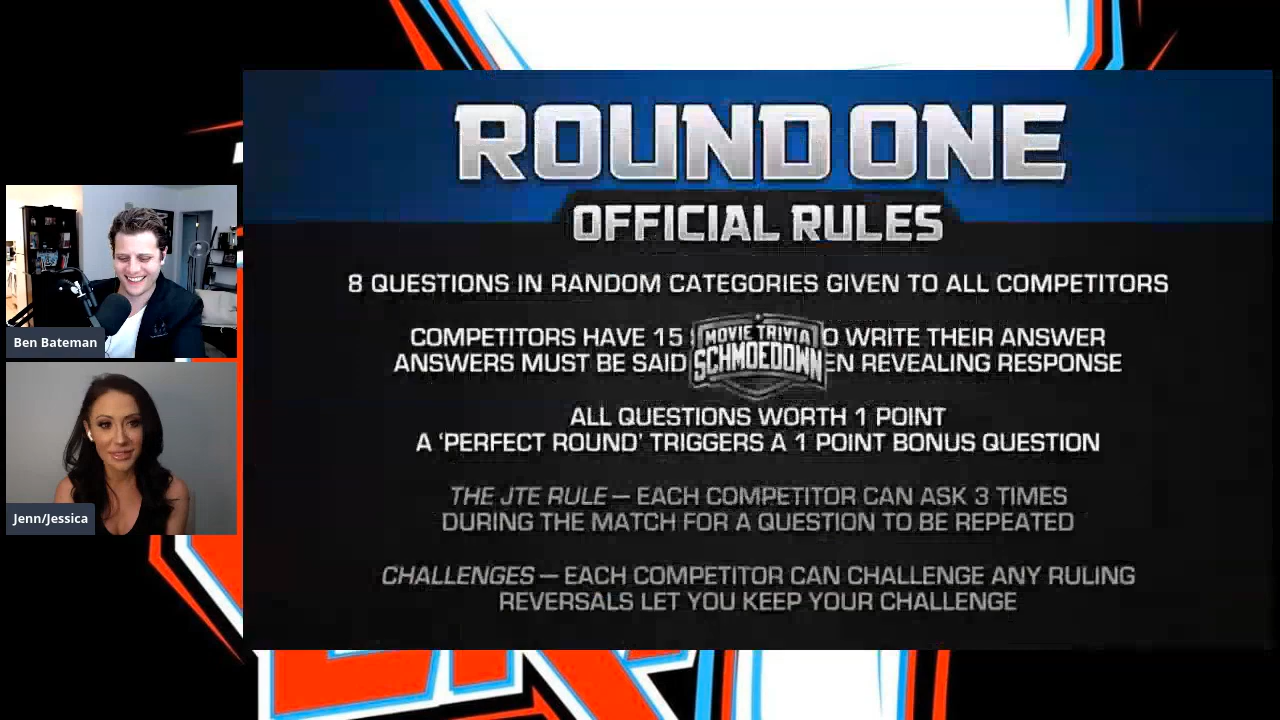 ROUND ONE
OFFICIAL RULES
8 QUESTIONS IN RANDOM CATEGORIES GIVEN TO ALL COMPETITORS
COMPETITORS HAVE 15 O WRITE THEIR ANSWER
ANSWERS MUST BE SAID EN REVEALING RESPONSE
MOVIE TRIVIA
SCHMOEDOWN
ALL QUESTIONS WORTH 1 POINT
A ‘PERFECT ROUND’ TRIGGERS A 1 POINT BONUS QUESTION
THE JTE RULE – EACH COMPETITOR CAN ASK 3 TIMES
DURING THE MATCH FOR A QUESTION TO BE REPEATED
CHALLENGES – EACH COMPETITOR CAN CHALLENGE ANY RULING
REVERSALS LET YOU KEEP YOUR CHALLENGE
Ben Bateman
Jenn/Jessica